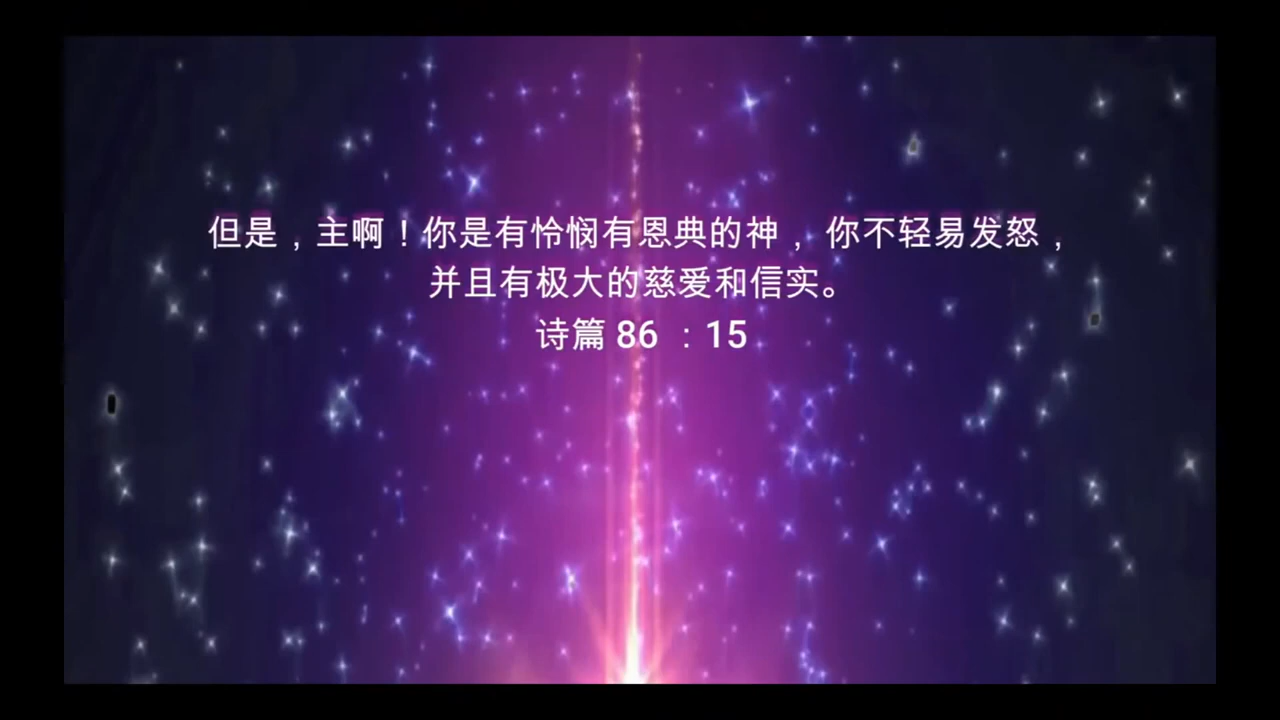 但是，主啊！你是有怜悯有恩典的神， 你不轻易发怒，
并且有极大的慈爱和信实。
诗篇 86 ：15